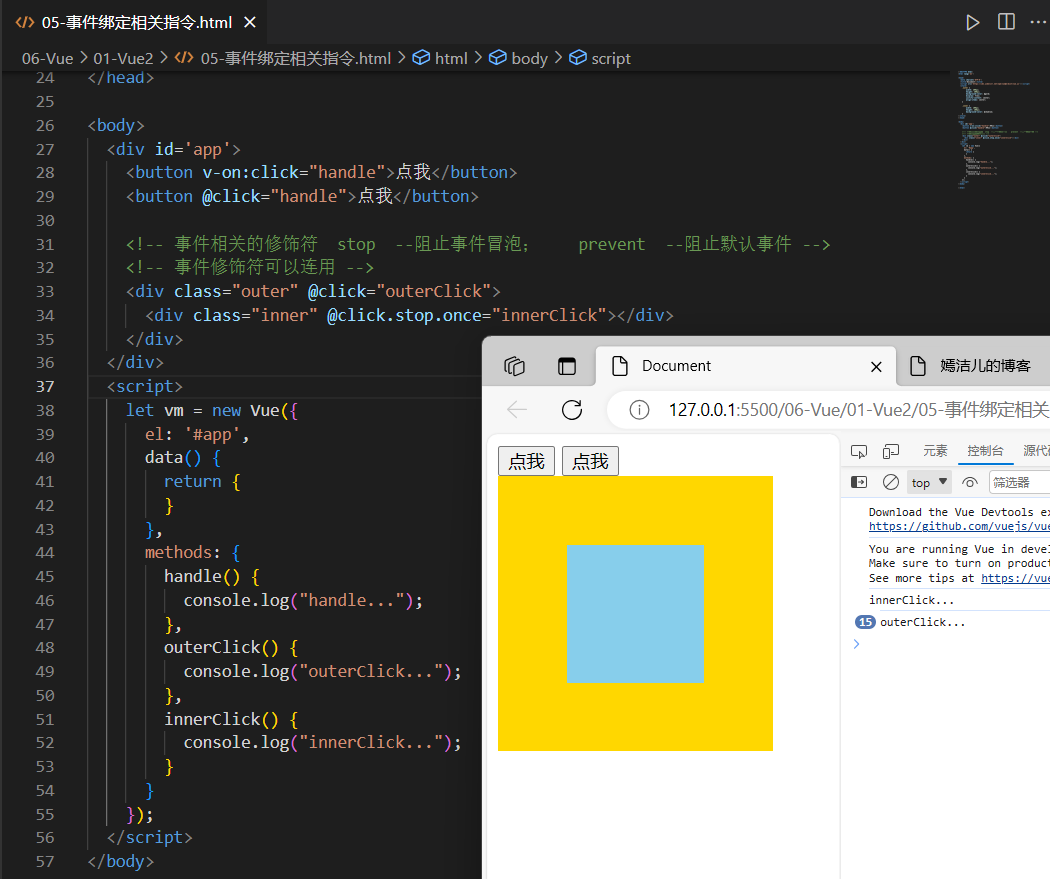 05-事件绑定相关指令.html
06-Vue > 01-Vue2 > 05-事件绑定相关指令.html > html > body > script
24 </head>
25
26 <body>
27 <div id='app'>
28 <button v-on:click="handle">点我</button>
29 <button @click="handle">点我</button>
30
31 <!-- 事件相关的修饰符 stop --阻止事件冒泡; prevent --阻止默认事件 -->
32 <!-- 事件修饰符可以连用 -->
33 <div class="outer" @click="outerClick">
34 <div class="inner" @click.stop.once="innerClick"></div>
35 </div>
36 </div>
37 <script>
38 let vm = new Vue({
39 el: '#app',
40 data() {
41 return {
42 }
43 },
44 methods: {
45 handle() {
46 console.log("handle...");
47 },
48 outerClick() {
49 console.log("outerClick...");
50 },
51 innerClick() {
52 console.log("innerClick...");
53 }
54 }
55 });
56 </script>
57 </body>
Document
嫣洁儿的博客
127.0.0.1:5500/06-Vue/01-Vue2/05-事件绑定相关
点我 点我
元素 控制台 源代
top 筛选器
Download the Vue Devtools ex
https://github.com/vuejs/vue
You are running Vue in devel
Make sure to turn on product
See more tips at https://vue
innerClick...
15 outerClick...